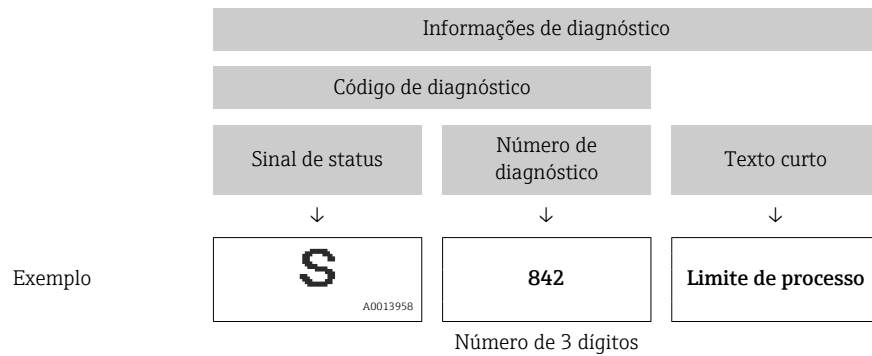 Informações de diagnóstico
Código de diagnóstico
Sinal de status
Número de
diagnóstico
Texto curto
↓ ↓ ↓
Exemplo
S
A0013958
842
Limite de processo
Número de 3 dígitos